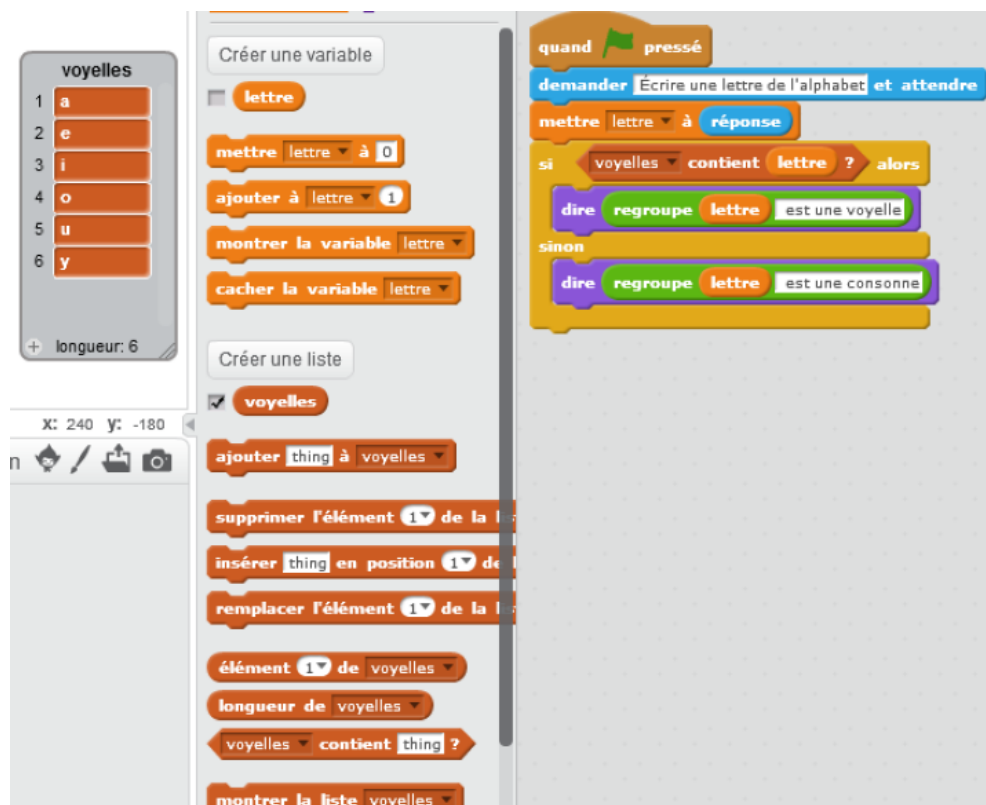 voyelles
1 a
2 e
3 i
4 o
5 u
6 y
+ longueur: 6
x: 240 y: -180
n
Créer une variable
lettre
mettre lettre à 0
ajouter à lettre 1
montrer la variable lettre
cacher la variable lettre
Créer une liste
voyelles
ajouter thing à voyelles
supprimer l'élément 1 de la
insérer thing en position 1 de
remplacer l'élément 1 de la
élément 1 de voyelles
longueur de voyelles
voyelles contient thing ?
montrer la liste voyelles
quand pressé
demander Écrire une lettre de l'alphabet et attendre
mettre lettre à réponse
si voyelles contient lettre ? alors
dire regroupe lettre est une voyelle
sinon
dire regroupe lettre est une consonne